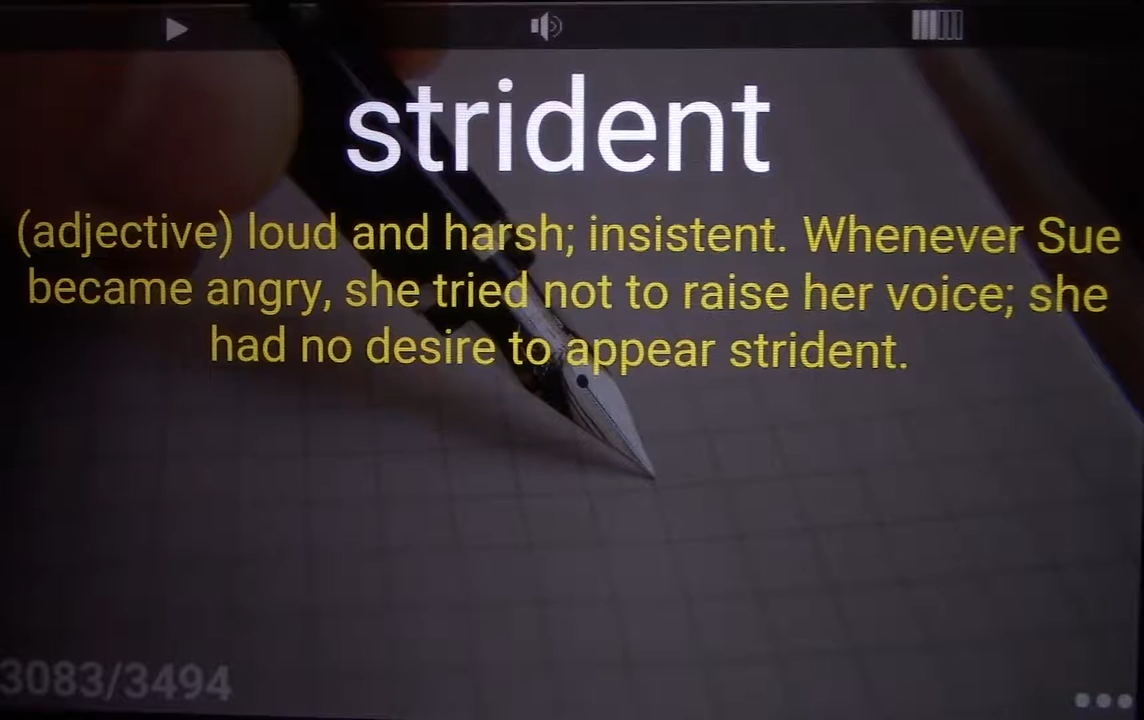 strident
(adjective) loud and harsh; insistent. Whenever Sue
became angry, she tried not to raise her voice; she
had no desire to appear strident.
3083/3494